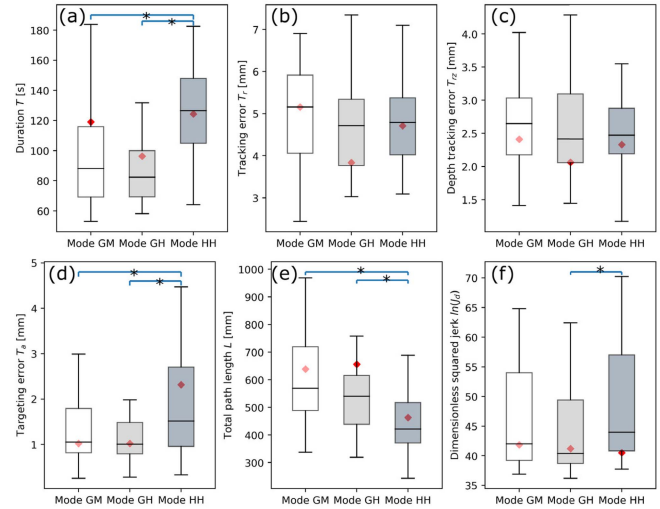 (a)
Duration T [s]
180
160
140
120
100
80
60
*
*
Mode GM Mode GH Mode HH
(b)
Tracking error Tr [mm]
7
6
5
4
3
Mode GM Mode GH Mode HH
(c)
Depth tracking error Trz [mm]
4.0
3.5
3.0
2.5
2.0
1.5
Mode GM Mode GH Mode HH
(d)
Targeting error Ta [mm]
5
4
3
2
1
*
*
Mode GM Mode GH Mode HH
(e)
Total path length L [mm]
1000
900
800
700
600
500
400
300
*
*
Mode GM Mode GH Mode HH
(f)
Dimensionless squared jerk ln(Jd)
70
65
60
55
50
45
40
*
Mode GM Mode GH Mode HH